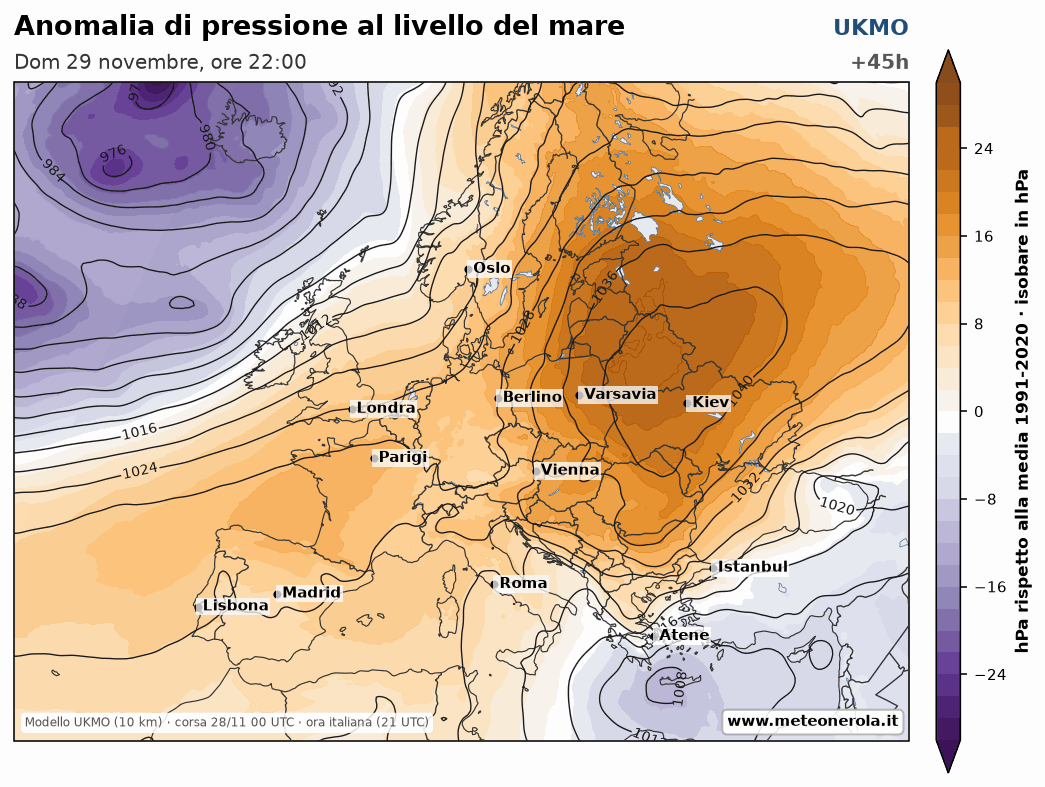 Anomalia di pressione al livello del mare
UKMO
Dom 29 novembre, ore 22:00
+45h
976
980
984
1012
1016
1024
1028
1036
1040
1032
1020
1008
Oslo
Londra
Berlino
Varsavia
Kiev
Parigi
Vienna
Istanbul
Roma
Madrid
Lisbona
Atene
24
16
8
0
−8
−16
−24
hPa rispetto alla media 1991-2020 · isobare in hPa
Modello UKMO (10 km) · corsa 28/11 00 UTC · ora italiana (21 UTC)
www.meteonerola.it